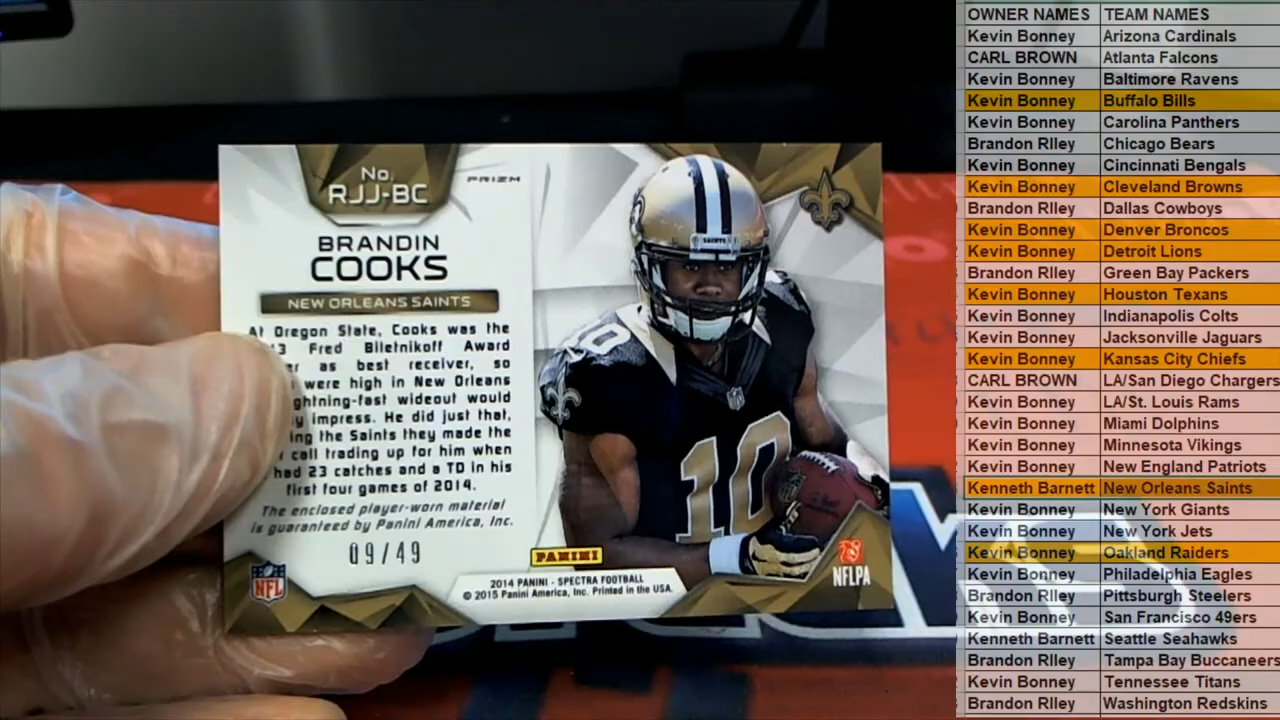 No.
RJJ-BC
PRIZM
BRANDIN
COOKS
NEW ORLEANS SAINTS
At Oregon State, Cooks was the
Fred Biletnikoff Award
as best receiver, so
were high in New Orleans
wideout would
impress. He did just that,
the Saints they made the
call trading up for him when
had 23 catches and a TD in his
first four games of 2014.
The enclosed player-worn material
is guaranteed by Panini America, Inc.
09/49
NFL
PANINI
2014 PANINI - SPECTRA FOOTBALL
© 2015 Panini America, Inc. Printed in the USA.
NFLPA
SAINTS
10
10
OWNER NAMES TEAM NAMES
Kevin Bonney Arizona Cardinals
CARL BROWN Atlanta Falcons
Kevin Bonney Baltimore Ravens
Kevin Bonney Buffalo Bills
Kevin Bonney Carolina Panthers
Brandon RIley Chicago Bears
Kevin Bonney Cincinnati Bengals
Kevin Bonney Cleveland Browns
Brandon RIley Dallas Cowboys
Kevin Bonney Denver Broncos
Kevin Bonney Detroit Lions
Brandon RIley Green Bay Packers
Kevin Bonney Houston Texans
Kevin Bonney Indianapolis Colts
Kevin Bonney Jacksonville Jaguars
Kevin Bonney Kansas City Chiefs
CARL BROWN LA/San Diego Chargers
Kevin Bonney LA/St. Louis Rams
Kevin Bonney Miami Dolphins
Kevin Bonney Minnesota Vikings
Kevin Bonney New England Patriots
Kenneth Barnett New Orleans Saints
Kevin Bonney New York Giants
Kevin Bonney New York Jets
Kevin Bonney Oakland Raiders
Kevin Bonney Philadelphia Eagles
Brandon RIley Pittsburgh Steelers
Kevin Bonney San Francisco 49ers
Kenneth Barnett Seattle Seahawks
Brandon RIley Tampa Bay Buccaneers
Kevin Bonney Tennessee Titans
Brandon RIley Washington Redskins